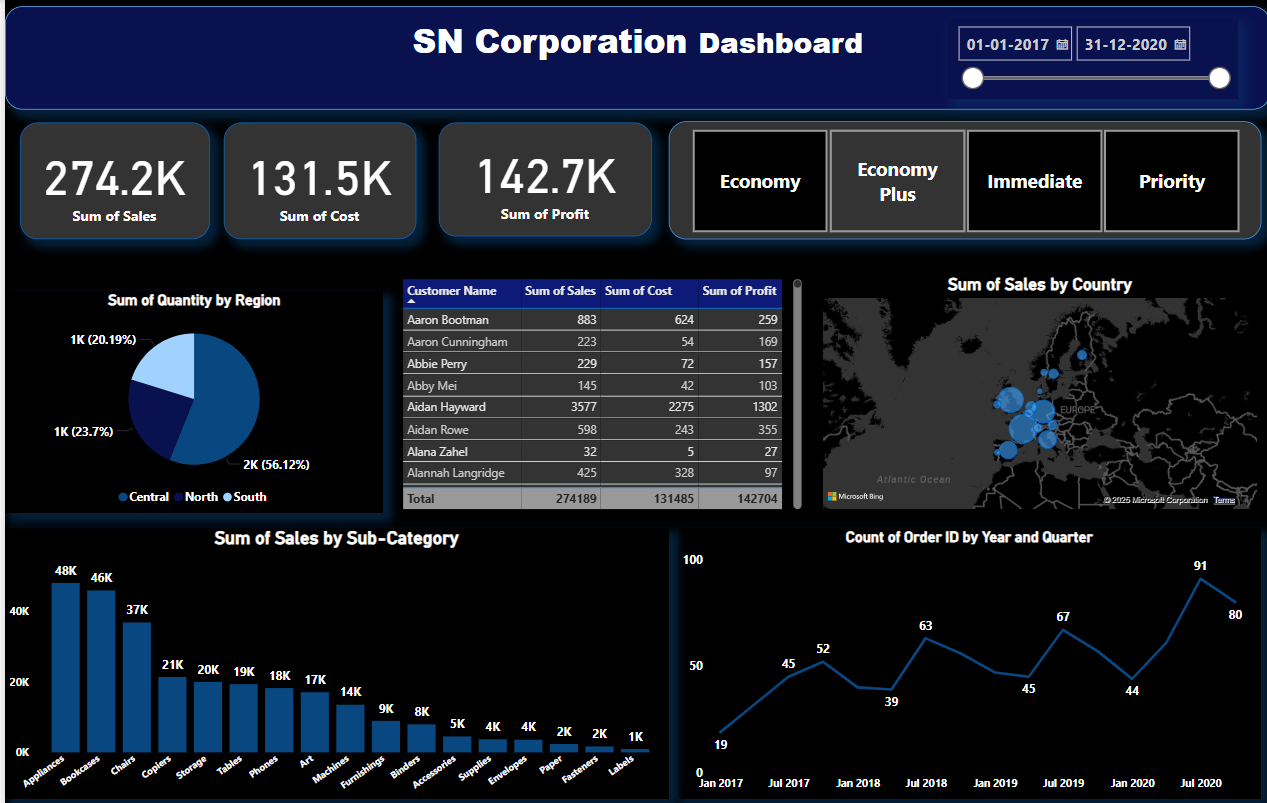 SN Corporation Dashboard
01-01-2017 31-12-2020
274.2K
Sum of Sales
131.5K
Sum of Cost
142.7K
Sum of Profit
Economy
Economy
Plus
Immediate
Priority
Sum of Quantity by Region
1K (20.19%)
1K (23.7%)
2K (56.12%)
Central North South
Customer Name Sum of Sales Sum of Cost Sum of Profit
Aaron Bootman 883 624 259
Aaron Cunningham 223 54 169
Abbie Perry 229 72 157
Abby Mei 145 42 103
Aidan Hayward 3577 2275 1302
Aidan Rowe 598 243 355
Alana Zahel 32 5 27
Alannah Langridge 425 328 97
Total 274189 131485 142704
Sum of Sales by Country
EUROPE
Atlantic Ocean
Microsoft Bing
© 2025 Microsoft Corporation Terms
Sum of Sales by Sub-Category
40K
20K
0K
48K 46K 37K 21K 20K 19K 18K 17K 14K 9K 8K 5K 4K 4K 2K 2K 1K
Appliances Bookcases Chairs Copiers Storage Tables Phones Art Machines Furnishings Binders Accessories Supplies Envelopes Paper Fasteners Labels
Count of Order ID by Year and Quarter
100
50
0
19 45 52 39 63 45 67 44 91 80
Jan 2017 Jul 2017 Jan 2018 Jul 2018 Jan 2019 Jul 2019 Jan 2020 Jul 2020